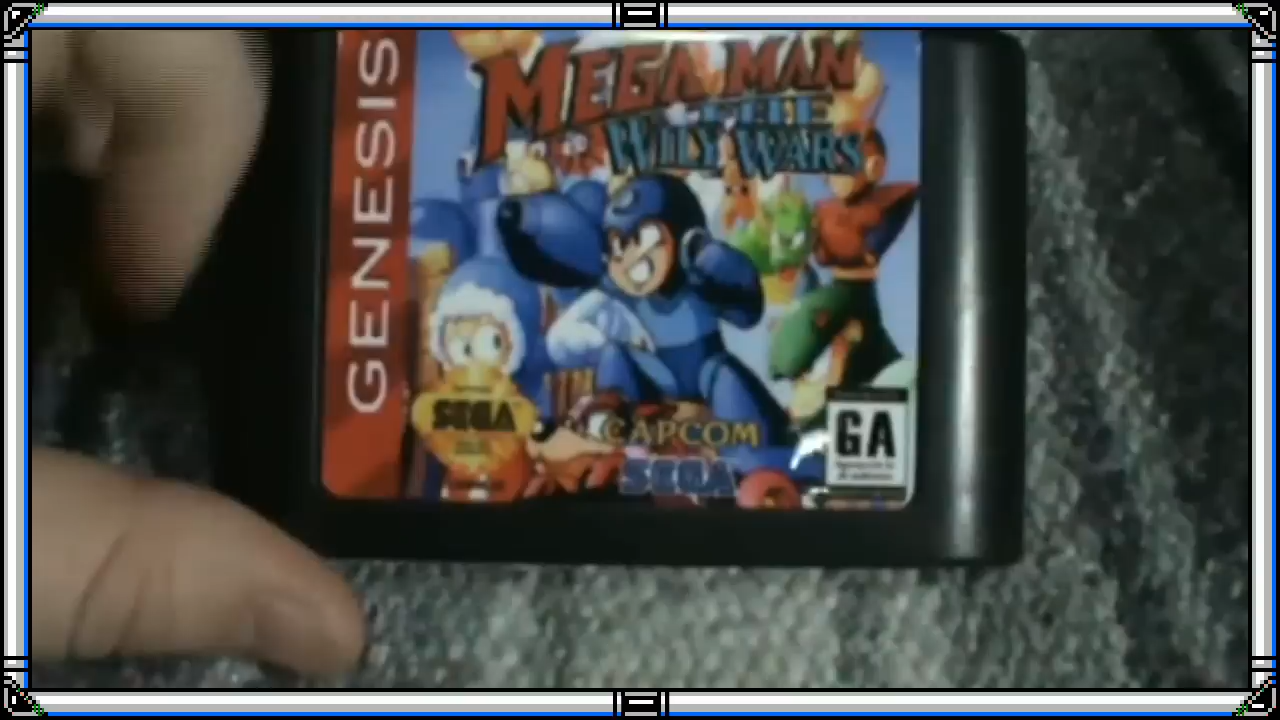 GENESIS
MEGA MAN
THE
WILY WARS
SEGA
CAPCOM
SEGA
GA